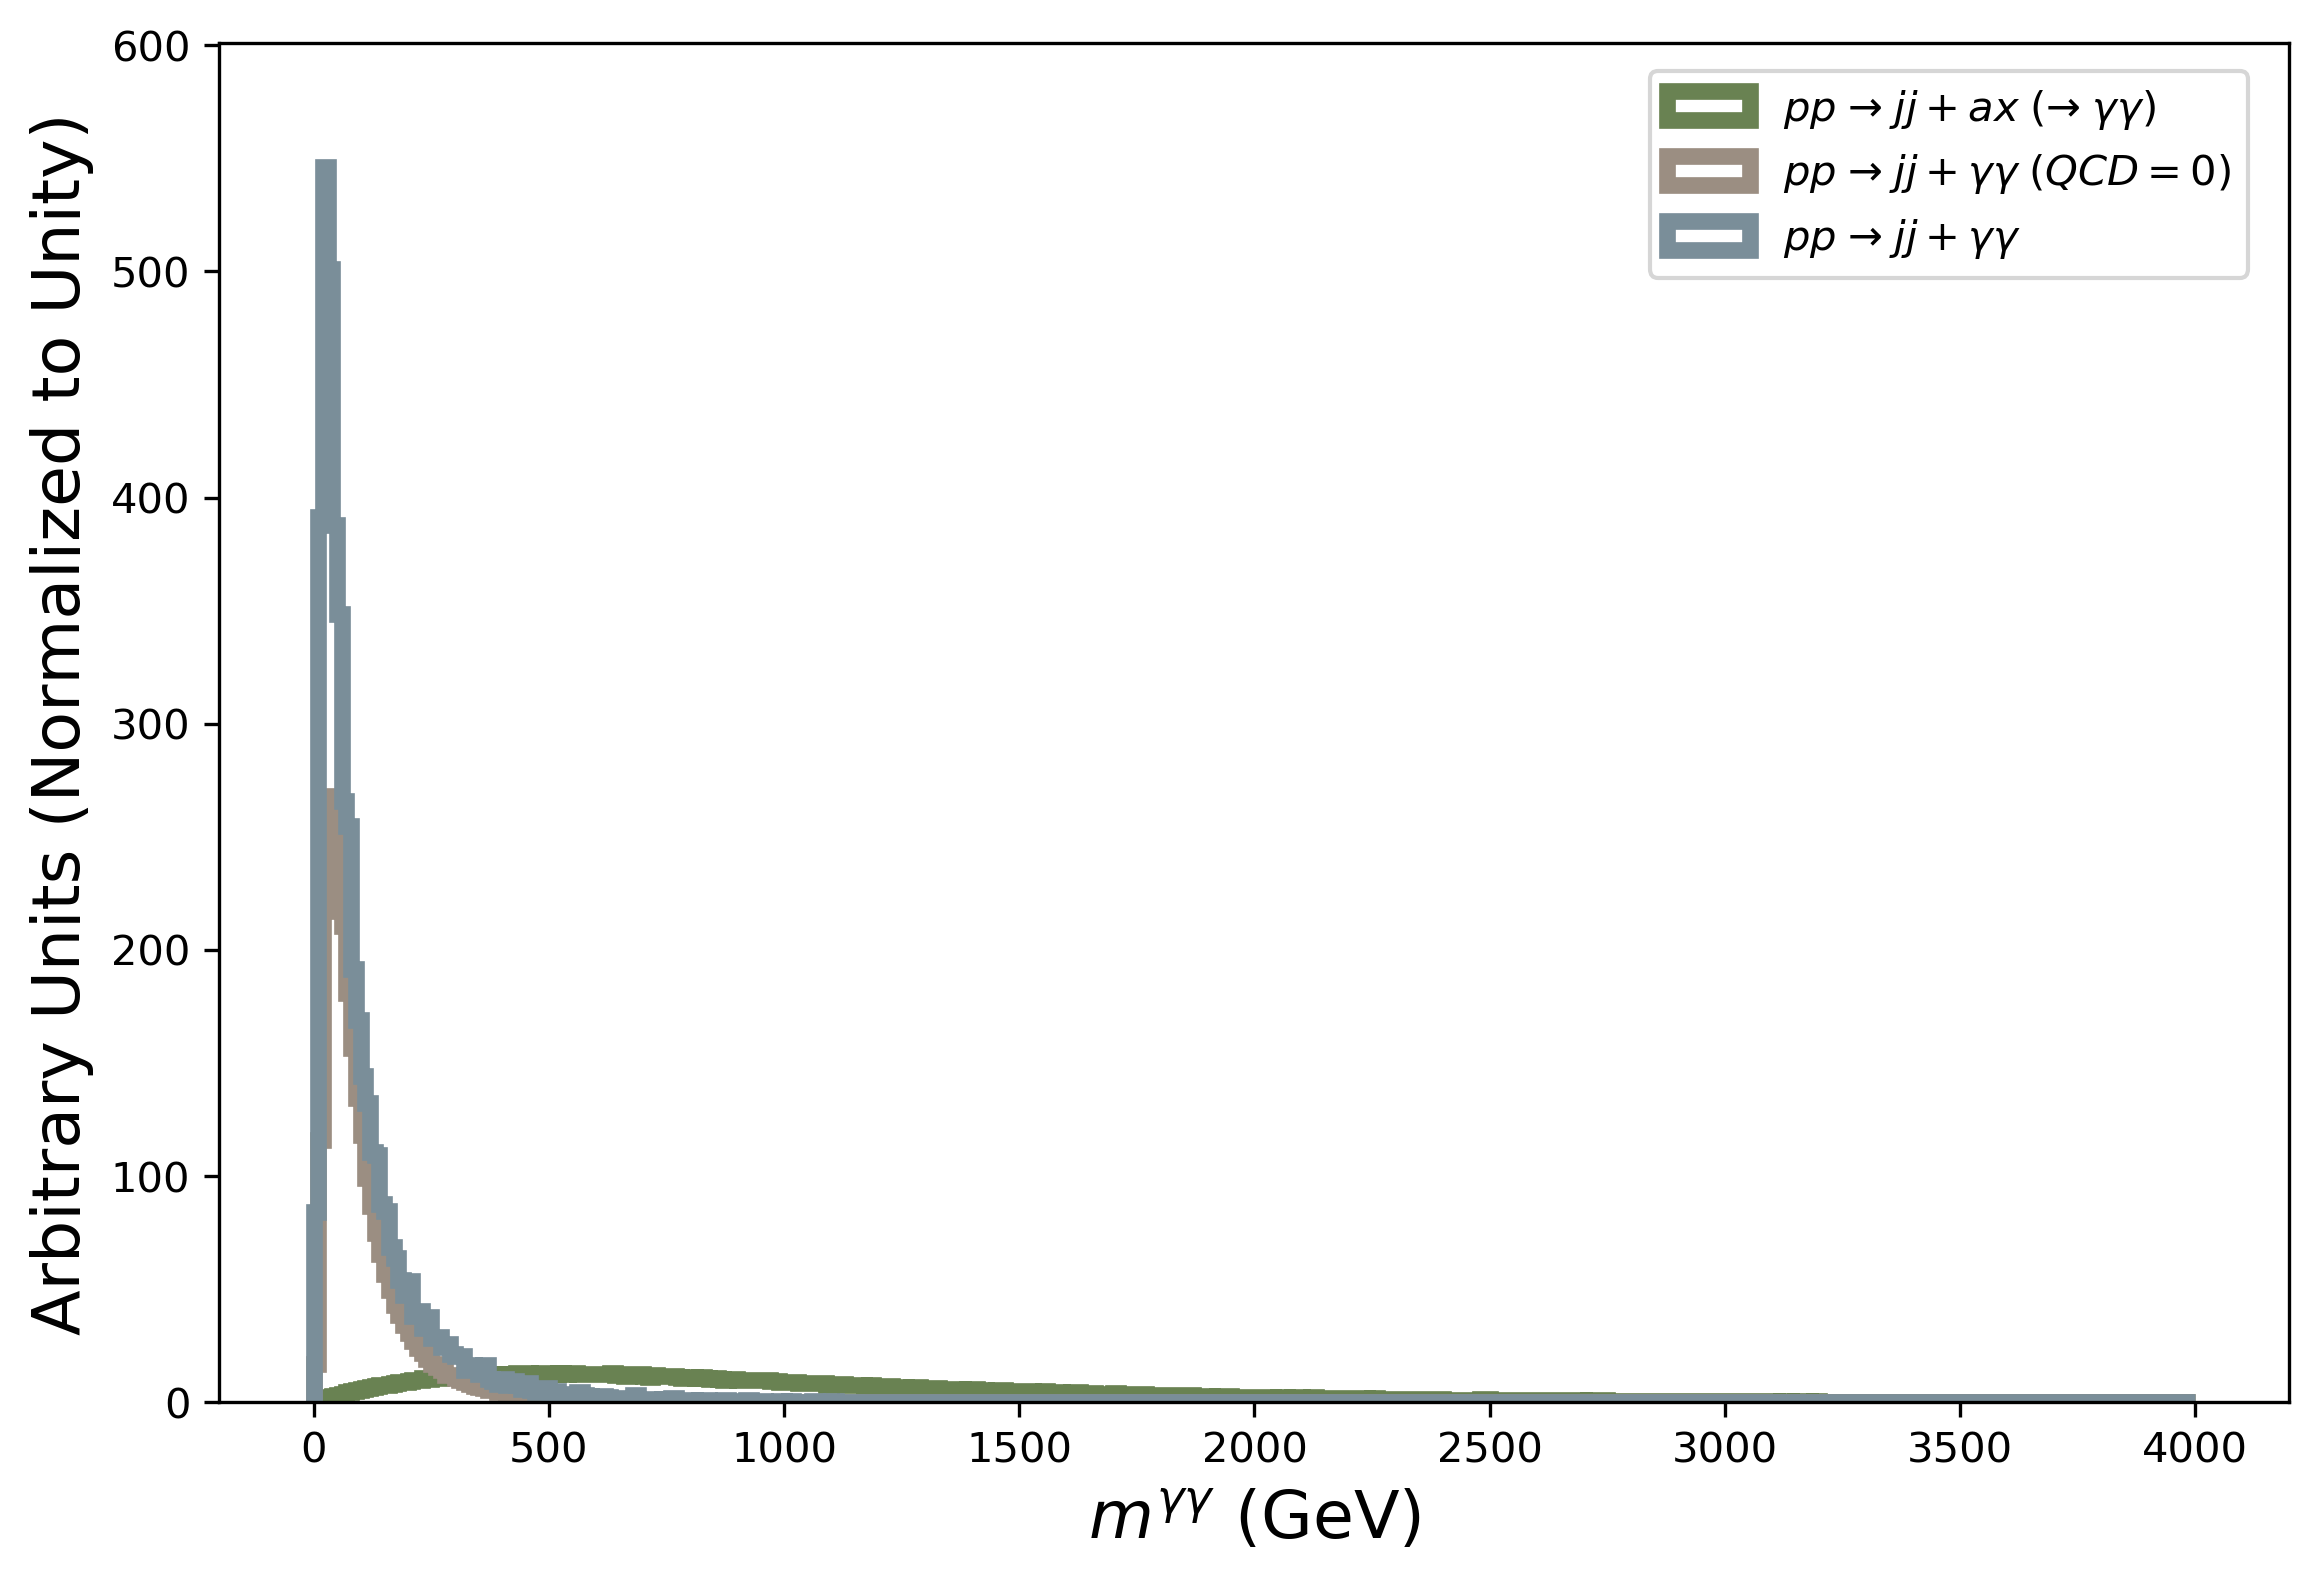 Arbitrary Units (Normalized to Unity)
600
500
400
300
200
100
0
pp → jj + ax (→ γγ)
pp → jj + γγ (QCD = 0)
pp → jj + γγ
0 500 1000 1500 2000 2500 3000 3500 4000
m^γγ (GeV)